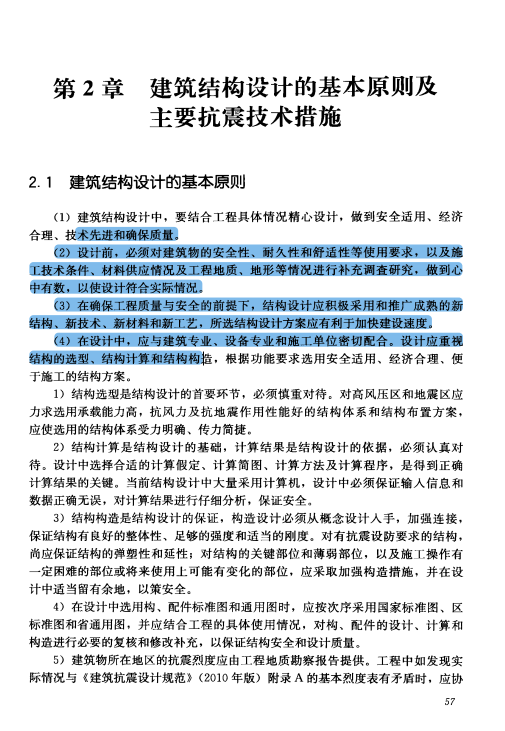 第 2 章　建筑结构设计的基本原则及
主要抗震技术措施
2.1　建筑结构设计的基本原则
（1）建筑结构设计中，要结合工程具体情况精心设计，做到安全适用、经济
合理、技术先进和确保质量。
（2）设计前，必须对建筑物的安全性、耐久性和舒适性等使用要求，以及施
工技术条件、材料供应情况及工程地质、地形等情况进行补充调查研究，做到心
中有数，以使设计符合实际情况。
（3）在确保工程质量与安全的前提下，结构设计应积极采用和推广成熟的新
结构、新技术、新材料和新工艺，所选结构设计方案应有利于加快建设速度。
（4）在设计中，应与建筑专业、设备专业和施工单位密切配合。设计应重视
结构的选型、结构计算和结构构造，根据功能要求选用安全适用、经济合理、便
于施工的结构方案。
1）结构选型是结构设计的首要环节，必须慎重对待。对高风压区和地震区应
力求选用承载能力高，抗风力及抗地震作用性能好的结构体系和结构布置方案，
应使选用的结构体系受力明确、传力简捷。
2）结构计算是结构设计的基础，计算结果是结构设计的依据，必须认真对
待。设计中选择合适的计算假定、计算简图、计算方法及计算程序，是得到正确
计算结果的关键。当前结构设计中大量采用计算机，设计中必须保证输入信息和
数据正确无误，对计算结果进行仔细分析，保证安全。
3）结构构造是结构设计的保证，构造设计必须从概念设计入手，加强连接，
保证结构有良好的整体性、足够的强度和适当的刚度。对有抗震设防要求的结构，
尚应保证结构的弹塑性和延性；对结构的关键部位和薄弱部位，以及施工操作有
一定困难的部位或将来使用上可能有变化的部位，应采取加强构造措施，并在设
计中适当留有余地，以策安全。
4）在设计中选用构、配件标准图和通用图时，应按次序采用国家标准图、区
标准图和省通用图，并应结合工程的具体使用情况，对构、配件的设计、计算和
构造进行必要的复核和修改补充，以保证结构安全和设计质量。
5）建筑物所在地区的抗震烈度应由工程地质勘察报告提供。工程中如发现实
际情况与《建筑抗震设计规范》（2010 年版）附录 A 的基本烈度表有矛盾时，应协
57